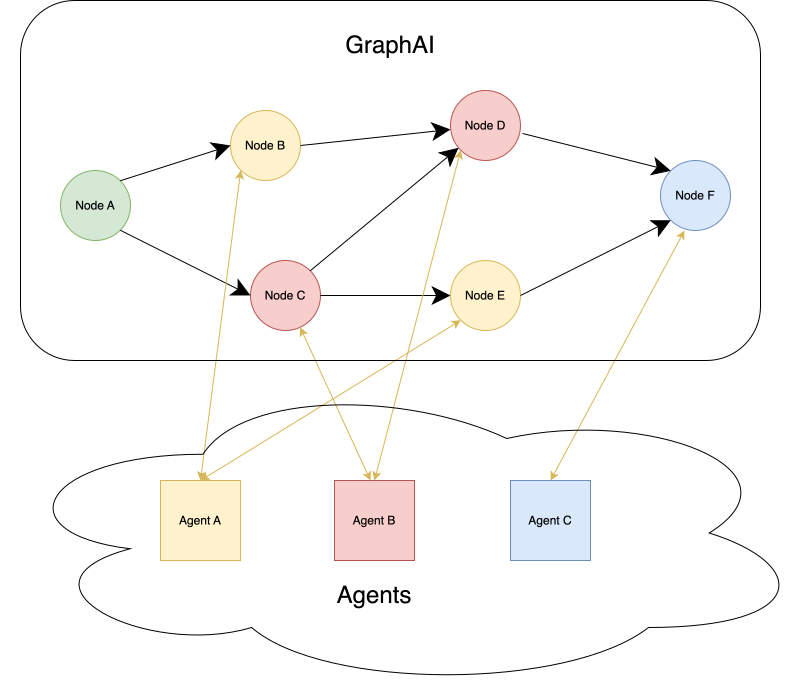 GraphAI
Node A
Node B
Node C
Node D
Node E
Node F
Agent A
Agent B
Agent C
Agents